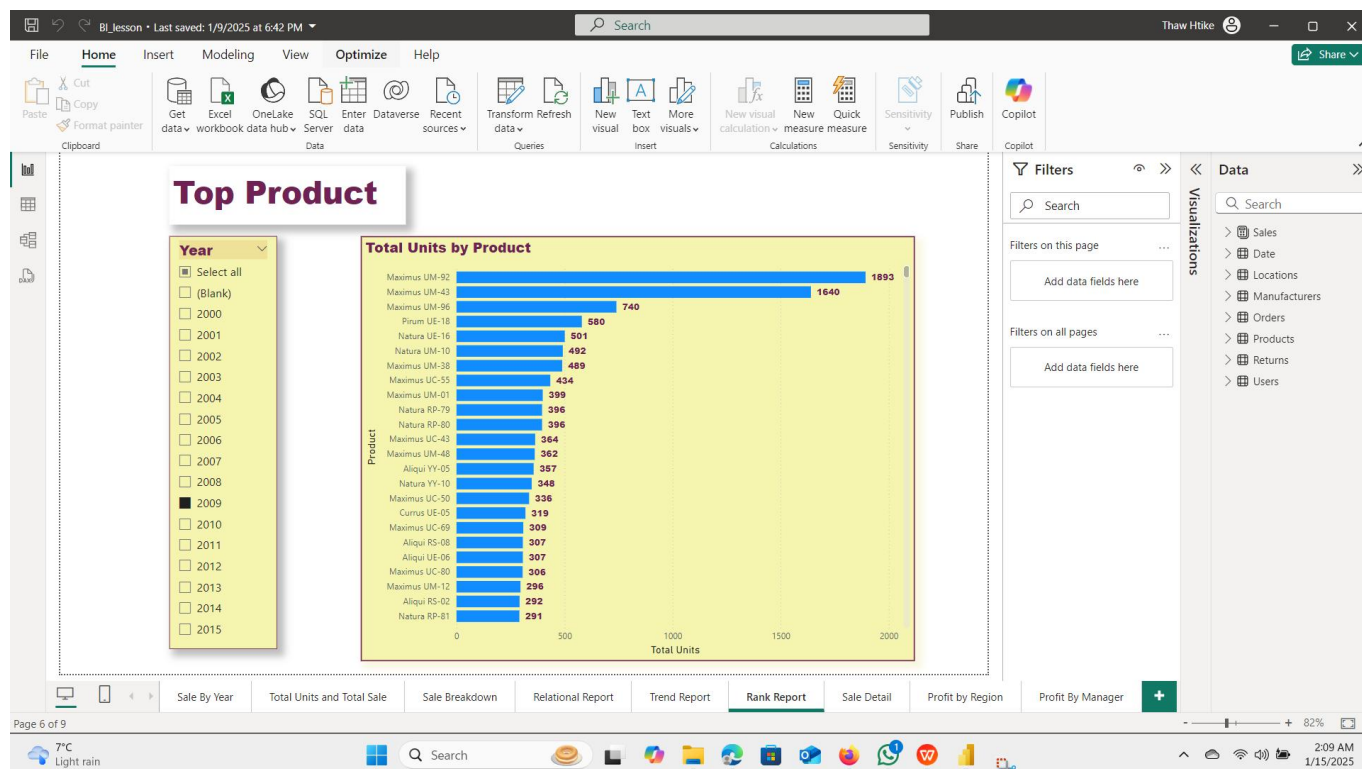 BI_lesson • Last saved: 1/9/2025 at 6:42 PM
Search
Thaw Htike
File Home Insert Modeling View Optimize Help
Share
Paste
Cut
Copy
Format painter
Clipboard
Get data
Excel workbook
OneLake data hub
SQL Server
Enter data
Dataverse
Recent sources
Data
Transform data
Refresh
Queries
New visual
Text box
More visuals
Insert
New visual calculation
New measure
Quick measure
Calculations
Sensitivity
Sensitivity
Publish
Share
Copilot
Copilot
Top Product
Year
Select all
(Blank)
2000
2001
2002
2003
2004
2005
2006
2007
2008
2009
2010
2011
2012
2013
2014
2015
Total Units by Product
Product
Maximus UM-92 1893
Maximus UM-43 1640
Maximus UM-96 740
Pirum UE-18 580
Natura UE-16 501
Natura UM-10 492
Maximus UM-38 489
Maximus UC-55 434
Maximus UM-01 399
Natura RP-79 396
Natura RP-80 396
Maximus UC-43 364
Maximus UM-48 362
Aliqui YY-05 357
Natura YY-10 348
Maximus UC-50 336
Currus UE-05 319
Maximus UC-69 309
Aliqui RS-08 307
Aliqui UE-06 307
Maximus UC-80 306
Maximus UM-12 296
Aliqui RS-02 292
Natura RP-81 291
0 500 1000 1500 2000
Total Units
Filters
Search
Filters on this page ...
Add data fields here
Filters on all pages ...
Add data fields here
Visualizations
Data
Search
Sales
Date
Locations
Manufacturers
Orders
Products
Returns
Users
Sale By Year
Total Units and Total Sale
Sale Breakdown
Relational Report
Trend Report
Rank Report
Sale Detail
Profit by Region
Profit By Manager
Page 6 of 9
82%
7°C
Light rain
Search
2:09 AM
1/15/2025